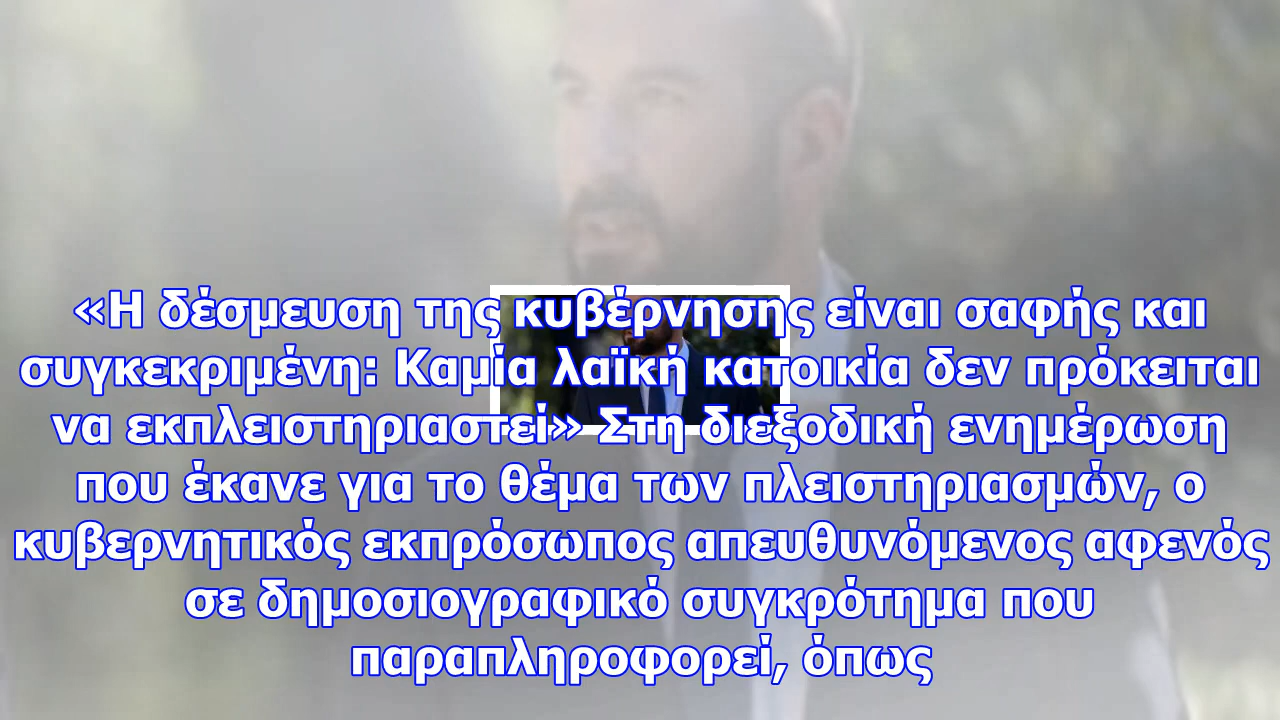 «Η δέσμευση της κυβέρνησης είναι σαφής και
συγκεκριμένη: Καμία λαϊκή κατοικία δεν πρόκειται
να εκπλειστηριαστεί» Στη διεξοδική ενημέρωση
που έκανε για το θέμα των πλειστηριασμών, ο
κυβερνητικός εκπρόσωπος απευθυνόμενος αφενός
σε δημοσιογραφικό συγκρότημα που
παραπληροφορεί, όπως